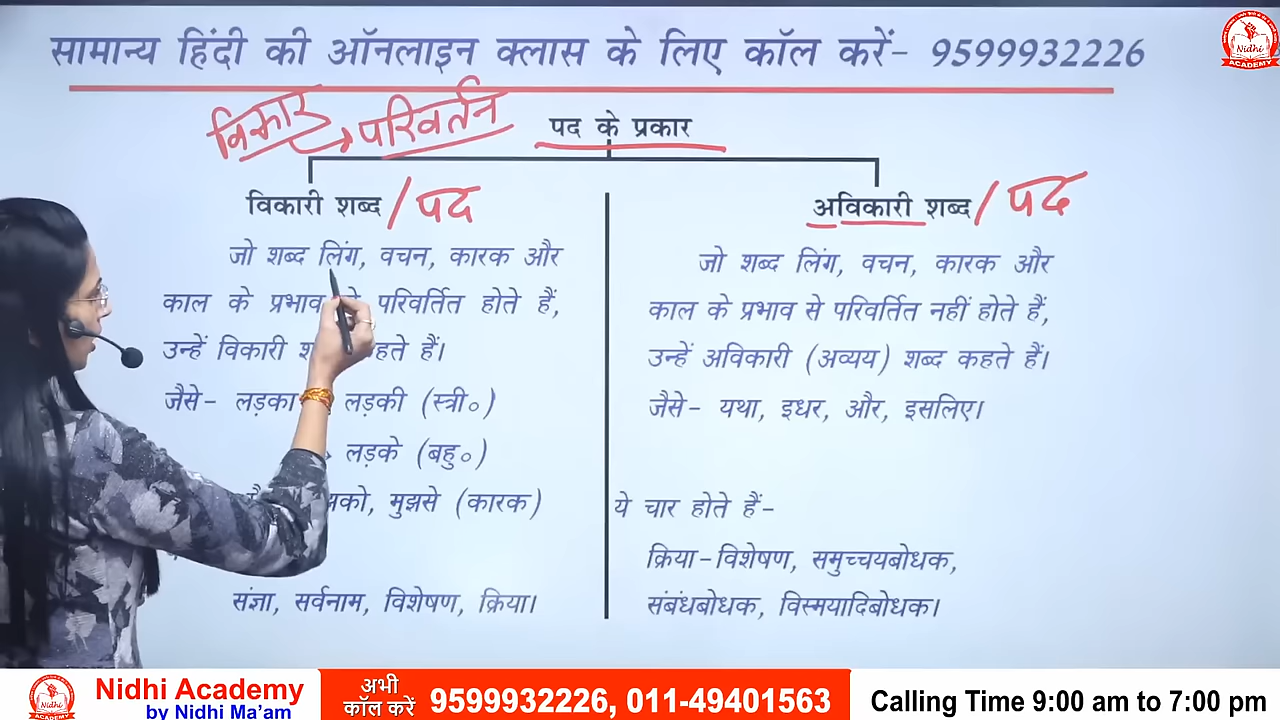 सामान्य हिंदी की ऑनलाइन क्लास के लिए कॉल करें- 9599932226
Nidhi
ACADEMY
विकार → परिवर्तन
पद के प्रकार
विकारी शब्द / पद
जो शब्द लिंग, वचन, कारक और
काल के प्रभाव परिवर्तित होते हैं,
उन्हें विकारी कहते हैं।
जैसे- लड़का लड़की (स्त्री०)
लड़के (बहु०)
मुझसे (कारक)
संज्ञा, सर्वनाम, विशेषण, क्रिया।
अविकारी शब्द / पद
जो शब्द लिंग, वचन, कारक और
काल के प्रभाव से परिवर्तित नहीं होते हैं,
उन्हें अविकारी (अव्यय) शब्द कहते हैं।
जैसे- यथा, इधर, और, इसलिए।
ये चार होते हैं-
क्रिया-विशेषण, समुच्चयबोधक,
संबंधबोधक, विस्मयादिबोधक।
Nidhi
ACADEMY
Nidhi Academy
by Nidhi Ma'am
अभी
कॉल करें
9599932226, 011-49401563
Calling Time 9:00 am to 7:00 pm